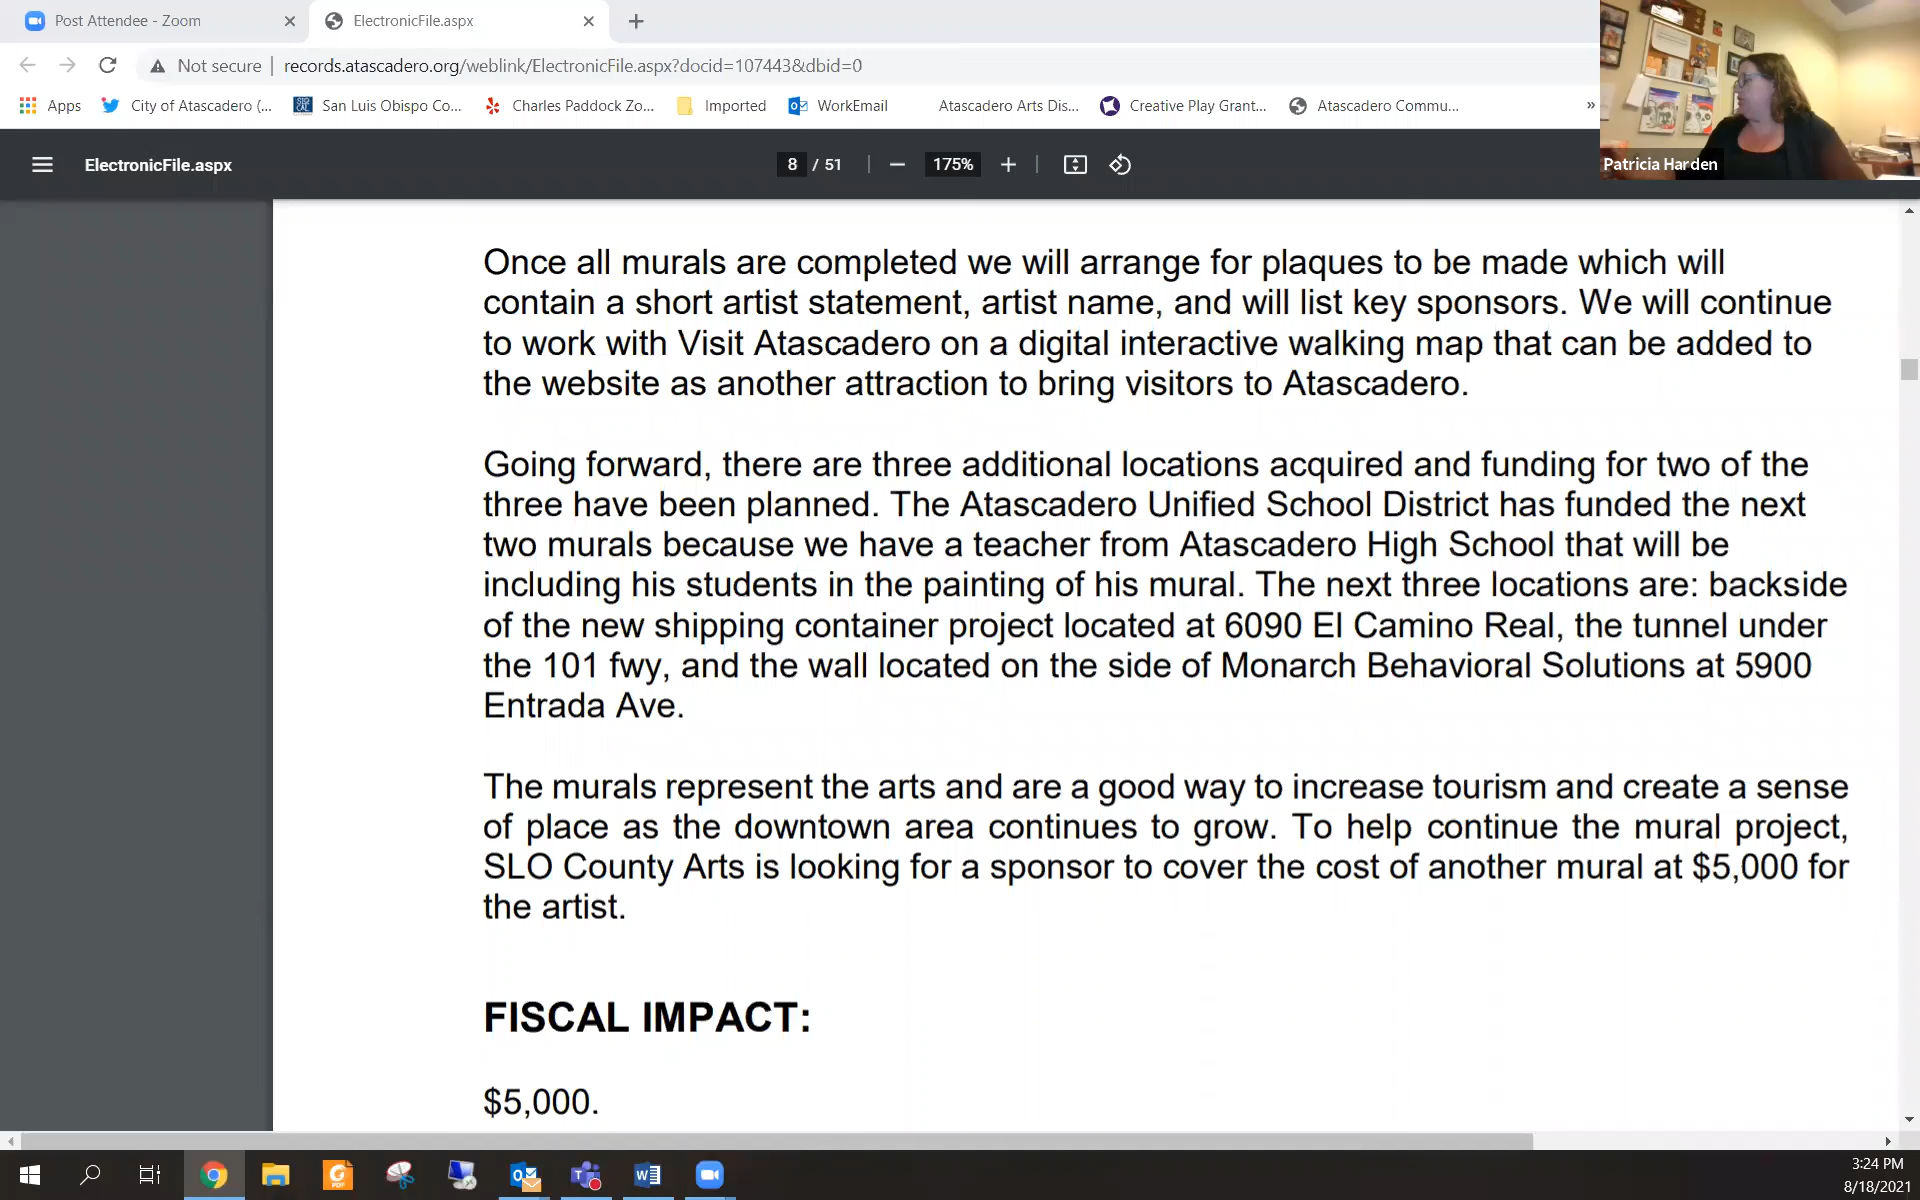 Post Attendee - Zoom
ElectronicFile.aspx
Not secure
records.atascadero.org/weblink/ElectronicFile.aspx?docid=107443&dbid=0
Apps
City of Atascadero (...
San Luis Obispo Co...
Charles Paddock Zo...
Imported
WorkEmail
Atascadero Arts Dis...
Creative Play Grant...
Atascadero Commu...
»
Patricia Harden
ElectronicFile.aspx
8 / 51
175%
Once all murals are completed we will arrange for plaques to be made which will
contain a short artist statement, artist name, and will list key sponsors. We will continue
to work with Visit Atascadero on a digital interactive walking map that can be added to
the website as another attraction to bring visitors to Atascadero.
Going forward, there are three additional locations acquired and funding for two of the
three have been planned. The Atascadero Unified School District has funded the next
two murals because we have a teacher from Atascadero High School that will be
including his students in the painting of his mural. The next three locations are: backside
of the new shipping container project located at 6090 El Camino Real, the tunnel under
the 101 fwy, and the wall located on the side of Monarch Behavioral Solutions at 5900
Entrada Ave.
The murals represent the arts and are a good way to increase tourism and create a sense
of place as the downtown area continues to grow. To help continue the mural project,
SLO County Arts is looking for a sponsor to cover the cost of another mural at $5,000 for
the artist.
FISCAL IMPACT:
$5,000.
3:24 PM
8/18/2021